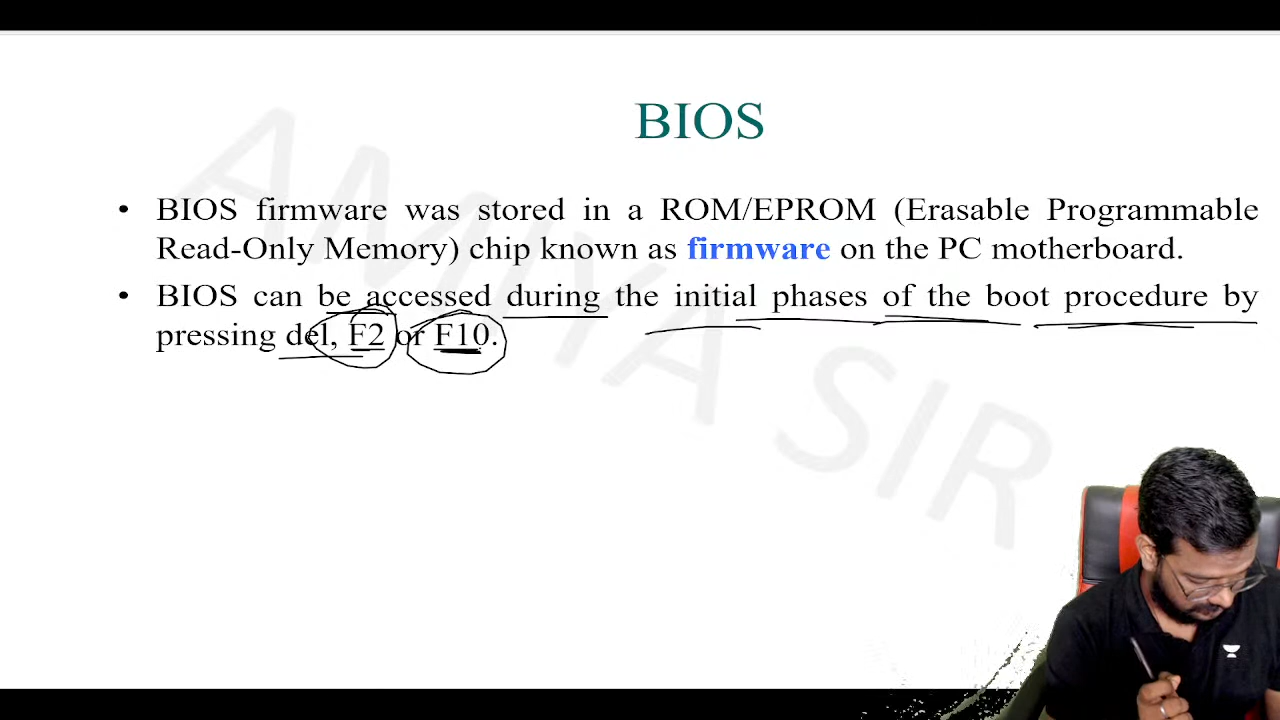 BIOS
• BIOS firmware was stored in a ROM/EPROM (Erasable Programmable
Read-Only Memory) chip known as firmware on the PC motherboard.
• BIOS can be accessed during the initial phases of the boot procedure by
pressing del, F2 or F10.
AMIYA SIR